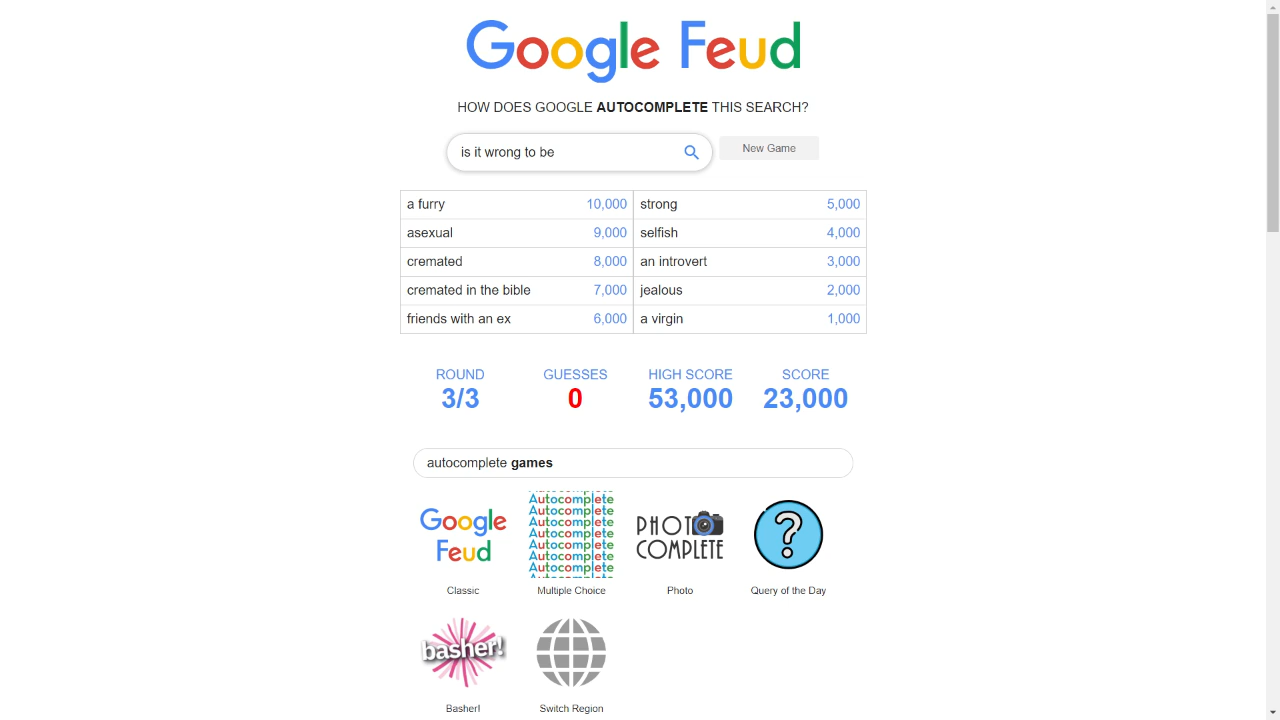 Google Feud
HOW DOES GOOGLE AUTOCOMPLETE THIS SEARCH?
is it wrong to be
New Game
a furry 10,000 strong 5,000
asexual 9,000 selfish 4,000
cremated 8,000 an introvert 3,000
cremated in the bible 7,000 jealous 2,000
friends with an ex 6,000 a virgin 1,000
ROUND GUESSES HIGH SCORE SCORE
3/3 0 53,000 23,000
autocomplete games
Google
Feud
Autocomplete
Autocomplete
Autocomplete
Autocomplete
Autocomplete
Autocomplete
Autocomplete
PHOTO
COMPLETE
?
Classic Multiple Choice Photo Query of the Day
basher!
Basher! Switch Region